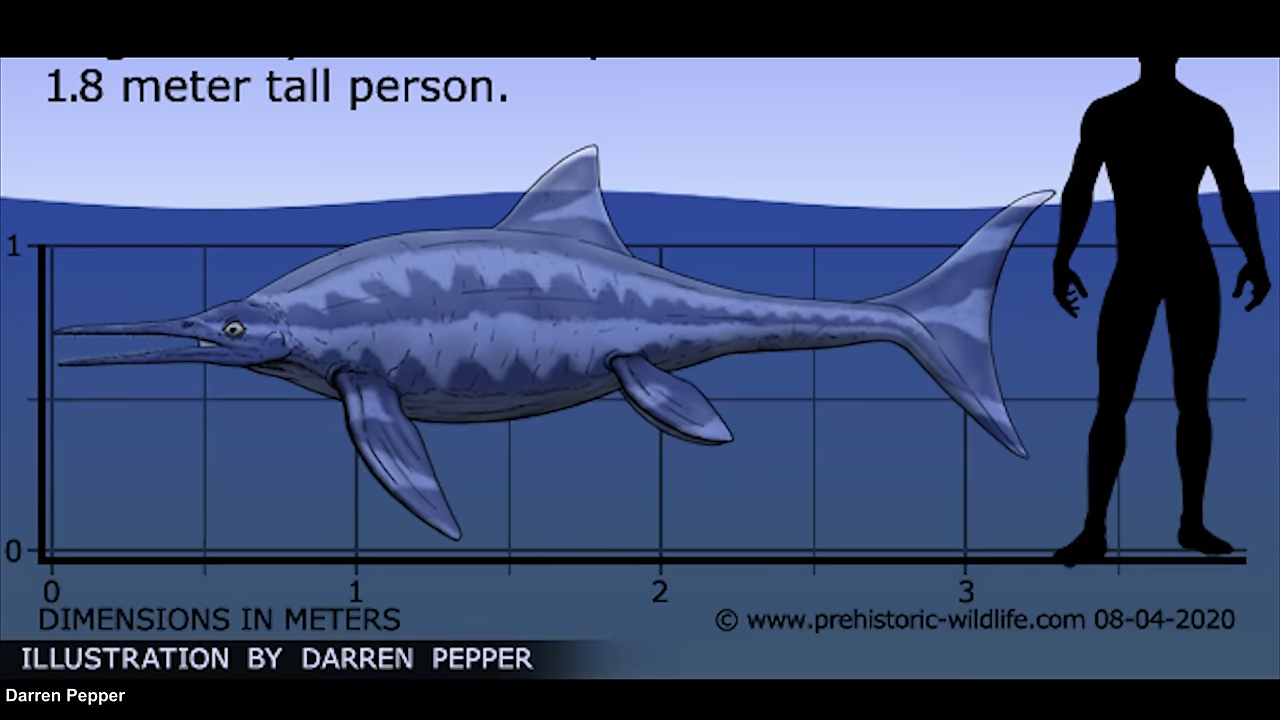 1.8 meter tall person.
1
0
0 1 2 3
DIMENSIONS IN METERS
© www.prehistoric-wildlife.com 08-04-2020
ILLUSTRATION BY DARREN PEPPER
Darren Pepper